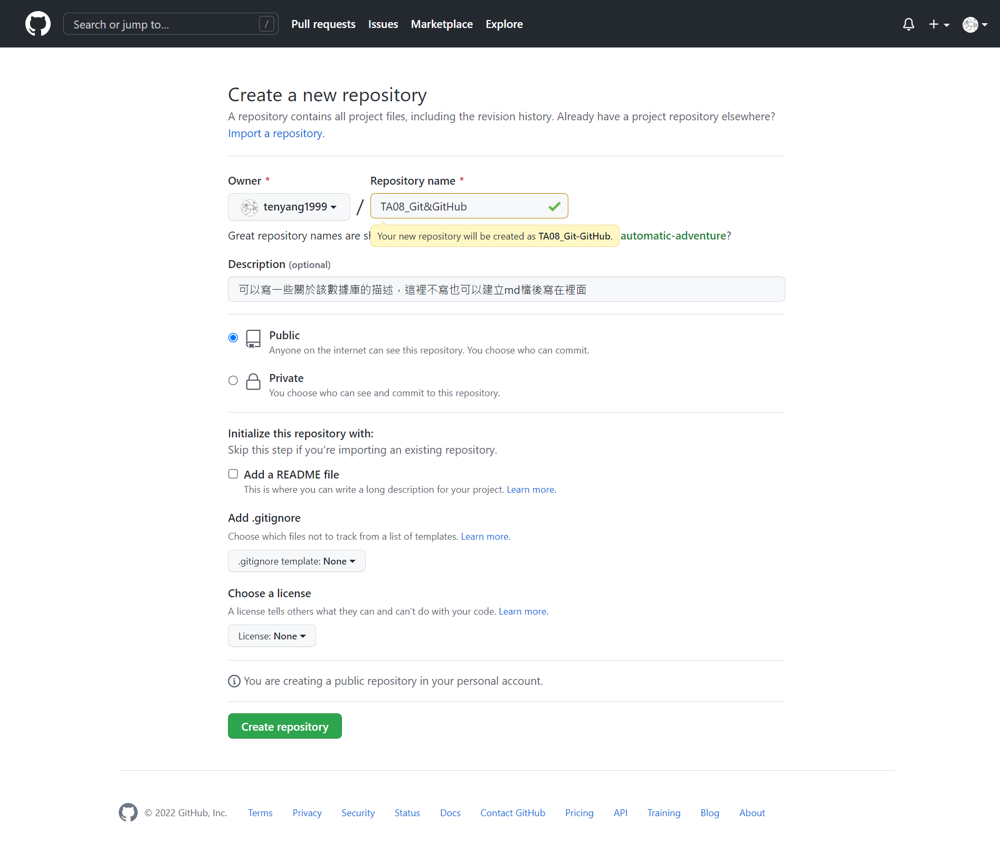 Search or jump to... /
Pull requests Issues Marketplace Explore
Create a new repository
A repository contains all project files, including the revision history. Already have a project repository elsewhere?
Import a repository.
Owner * Repository name *
tenyang1999 / TA08_Git&GitHub
Great repository names are sh Your new repository will be created as TA08_Git-GitHub. automatic-adventure?
Description (optional)
可以寫一些關於該數據庫的描述，這裡不寫也可以建立md檔後寫在裡面
Public
Anyone on the internet can see this repository. You choose who can commit.
Private
You choose who can see and commit to this repository.
Initialize this repository with:
Skip this step if you’re importing an existing repository.
Add a README file
This is where you can write a long description for your project. Learn more.
Add .gitignore
Choose which files not to track from a list of templates. Learn more.
.gitignore template: None
Choose a license
A license tells others what they can and can't do with your code. Learn more.
License: None
You are creating a public repository in your personal account.
Create repository
© 2022 GitHub, Inc. Terms Privacy Security Status Docs Contact GitHub Pricing API Training Blog About